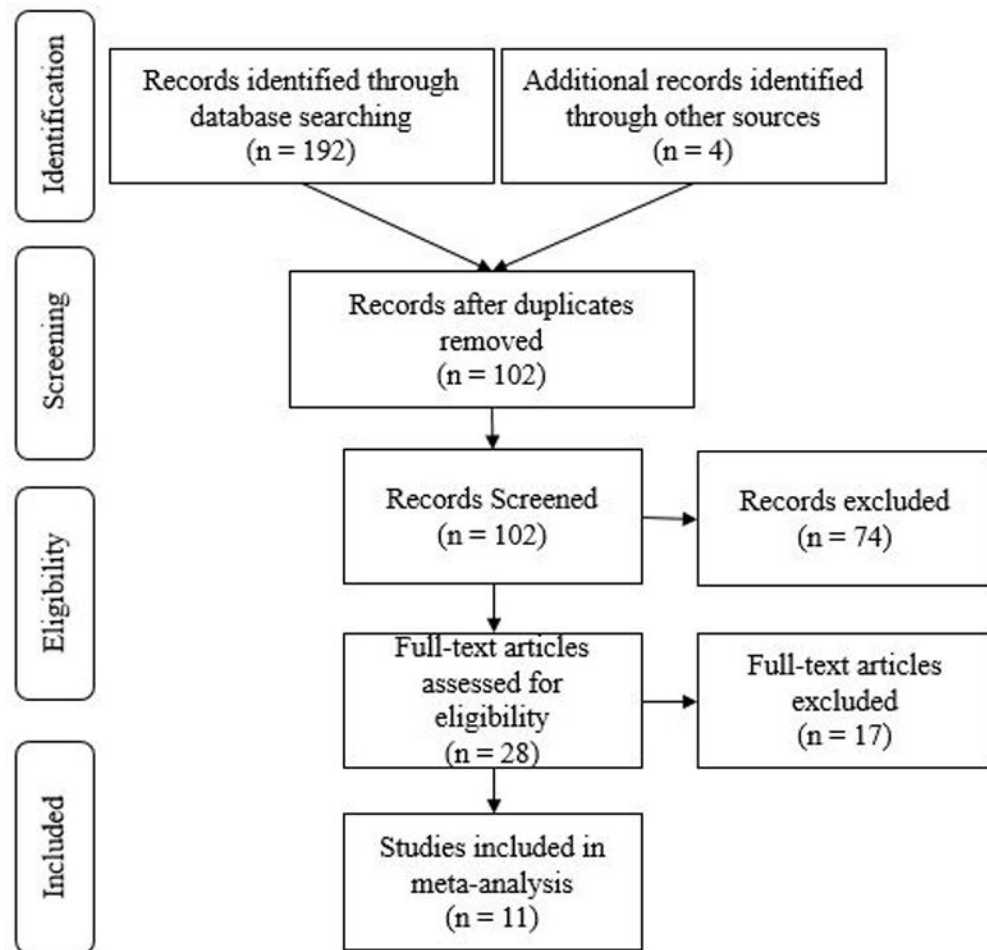 Identification
Records identified through
database searching
(n = 192)
Additional records identified
through other sources
(n = 4)
Screening
Records after duplicates
removed
(n = 102)
Records Screened
(n = 102)
Records excluded
(n = 74)
Eligibility
Full-text articles
assessed for
eligibility
(n = 28)
Full-text articles
excluded
(n = 17)
Included
Studies included in
meta-analysis
(n = 11)